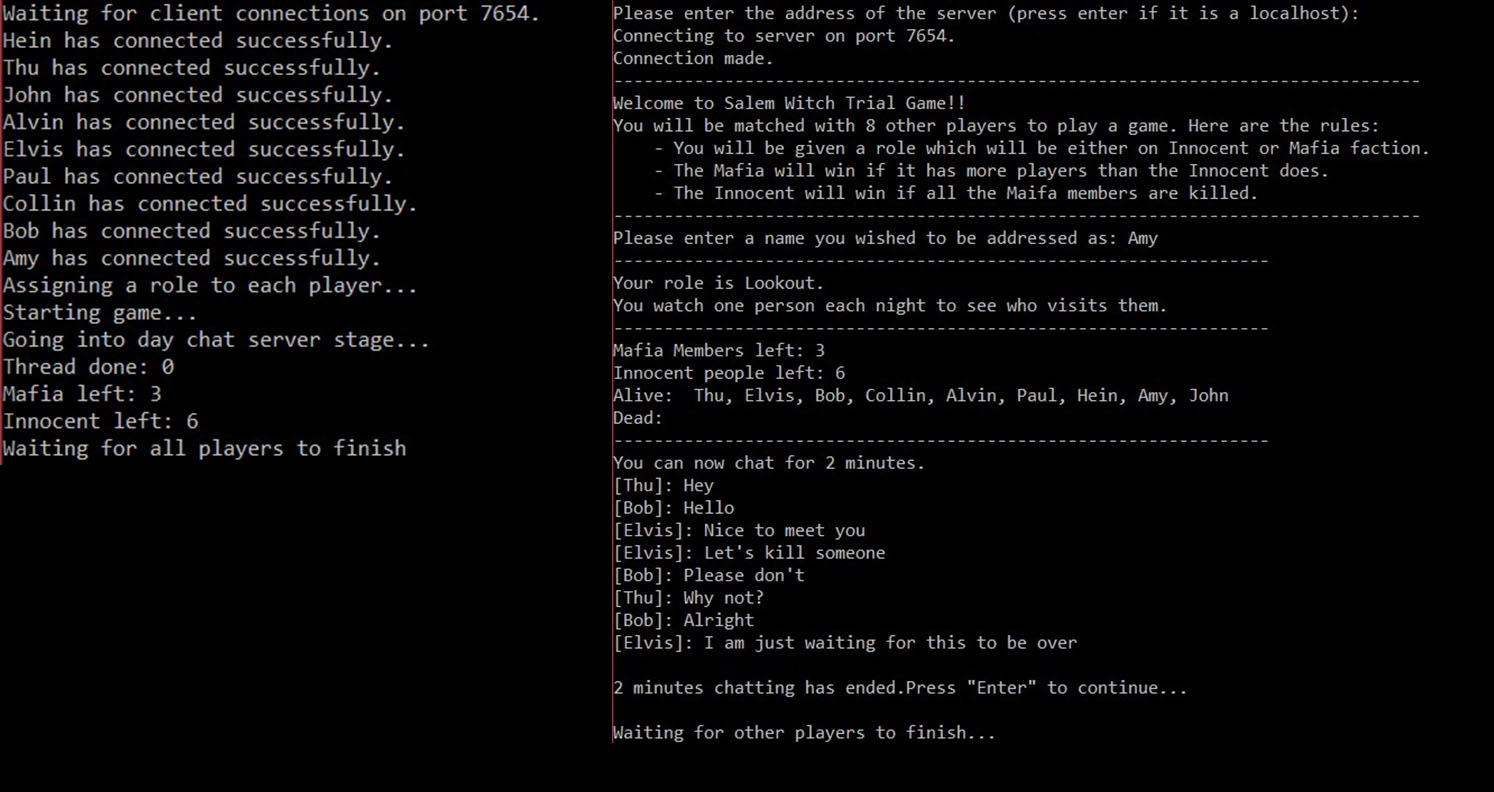 Waiting for client connections on port 7654.
Hein has connected successfully.
Thu has connected successfully.
John has connected successfully.
Alvin has connected successfully.
Elvis has connected successfully.
Paul has connected successfully.
Collin has connected successfully.
Bob has connected successfully.
Amy has connected successfully.
Assigning a role to each player...
Starting game...
Going into day chat server stage...
Thread done: 0
Mafia left: 3
Innocent left: 6
Waiting for all players to finish
Please enter the address of the server (press enter if it is a localhost):
Connecting to server on port 7654.
Connection made.
--------------------------------------------------------------------------------
Welcome to Salem Witch Trial Game!!
You will be matched with 8 other players to play a game. Here are the rules:
    - You will be given a role which will be either on Innocent or Mafia faction.
    - The Mafia will win if it has more players than the Innocent does.
    - The Innocent will win if all the Maifa members are killed.
--------------------------------------------------------------------------------
Please enter a name you wished to be addressed as: Amy
-----------------------------------------------------------------
Your role is Lookout.
You watch one person each night to see who visits them.
-----------------------------------------------------------------
Mafia Members left: 3
Innocent people left: 6
Alive:  Thu, Elvis, Bob, Collin, Alvin, Paul, Hein, Amy, John
Dead:
-----------------------------------------------------------------
You can now chat for 2 minutes.
[Thu]: Hey
[Bob]: Hello
[Elvis]: Nice to meet you
[Elvis]: Let's kill someone
[Bob]: Please don't
[Thu]: Why not?
[Bob]: Alright
[Elvis]: I am just waiting for this to be over
2 minutes chatting has ended.Press "Enter" to continue...
Waiting for other players to finish...